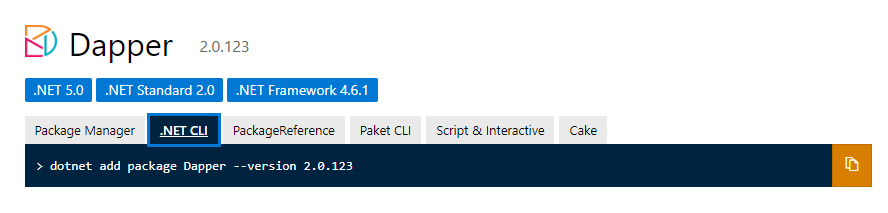 Dapper 2.0.123
.NET 5.0 .NET Standard 2.0 .NET Framework 4.6.1
Package Manager .NET CLI PackageReference Paket CLI Script & Interactive Cake
> dotnet add package Dapper --version 2.0.123